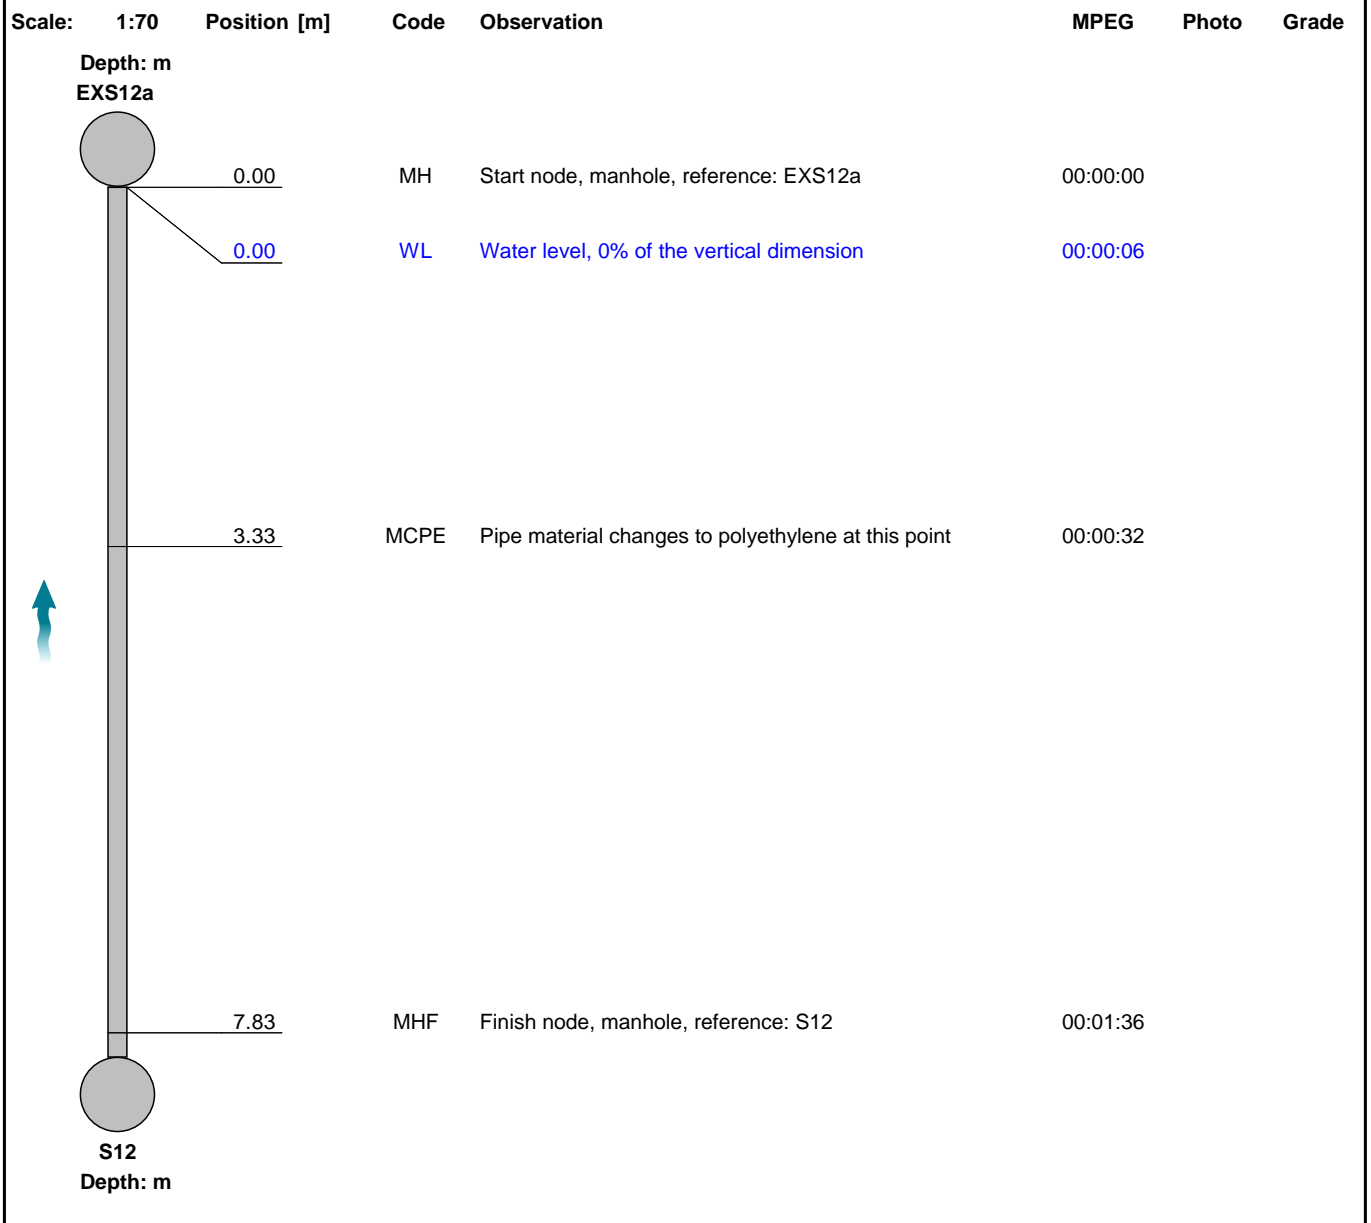 Scale: 1:70 Position [m] Code Observation MPEG Photo Grade
Depth: m
EXS12a
0.00 MH Start node, manhole, reference: EXS12a 00:00:00
0.00 WL Water level, 0% of the vertical dimension 00:00:06
3.33 MCPE Pipe material changes to polyethylene at this point 00:00:32
7.83 MHF Finish node, manhole, reference: S12 00:01:36
S12
Depth: m